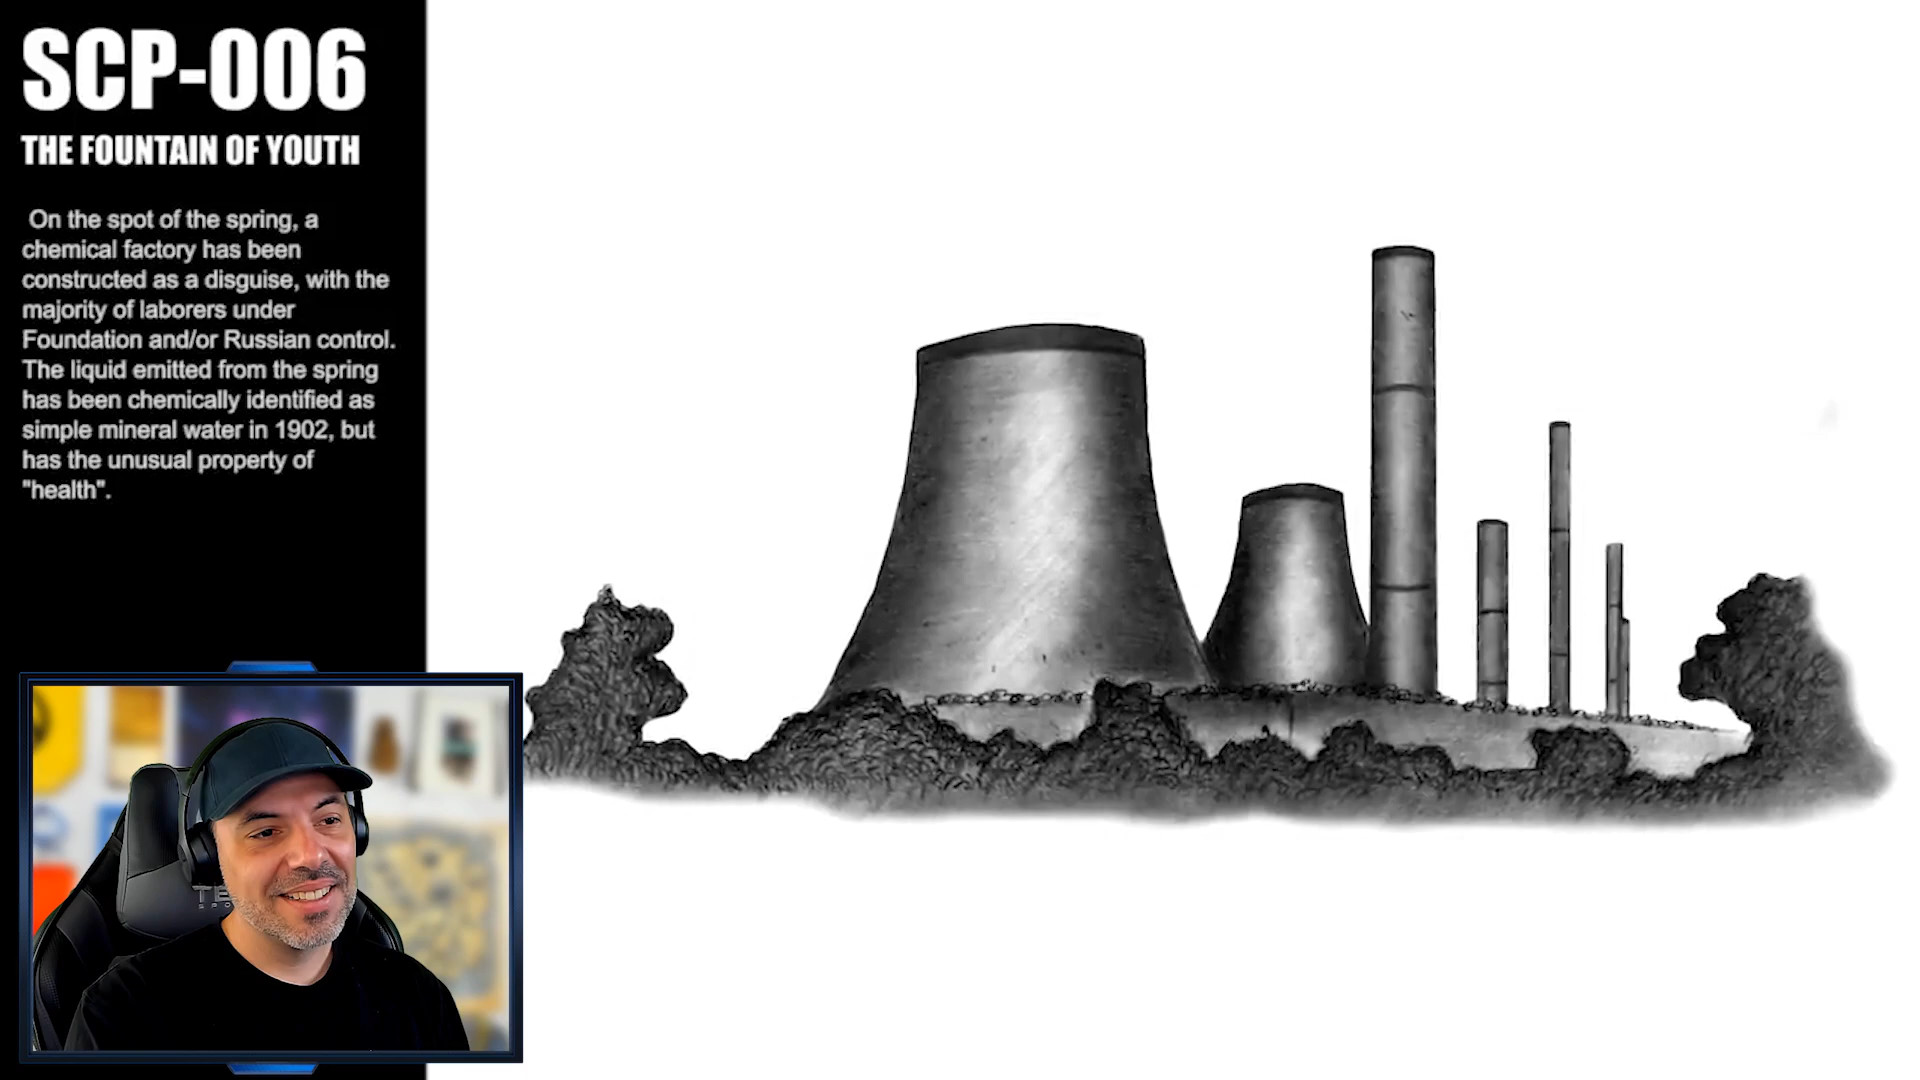 SCP-006
THE FOUNTAIN OF YOUTH
On the spot of the spring, a
chemical factory has been
constructed as a disguise, with the
majority of laborers under
Foundation and/or Russian control.
The liquid emitted from the spring
has been chemically identified as
simple mineral water in 1902, but
has the unusual property of
"health".